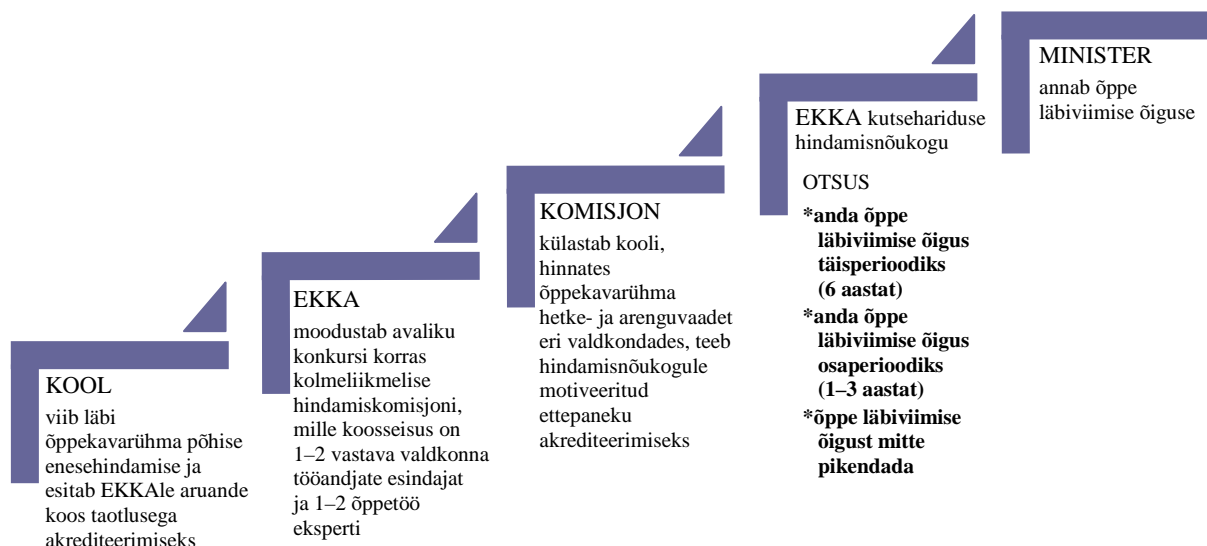 KOOL
viib läbi
õppekavarühma põhise
enesehindamise ja
esitab EKKAle aruande
koos taotlusega
akrediteerimiseks
EKKA
moodustab avaliku
konkursi korras
kolmeliikmelise
hindamiskomisjoni,
mille koosseisus on
1–2 vastava valdkonna
tööandjate esindajat
ja 1–2 õppetöö
eksperti
KOMISJON
külastab kooli,
hinnates
õppekavarühma
hetke- ja arenguvaadet
eri valdkondades, teeb
hindamisnõukogule
motiveeritud
ettepaneku
akrediteerimiseks
EKKA kutsehariduse
hindamisnõukogu
OTSUS
*anda õppe
läbiviimise õigus
täisperioodiks
(6 aastat)
*anda õppe
läbiviimise õigus
osaperioodiks
(1–3 aastat)
*õppe läbiviimise
õigust mitte
pikendada
MINISTER
annab õppe
läbiviimise õiguse